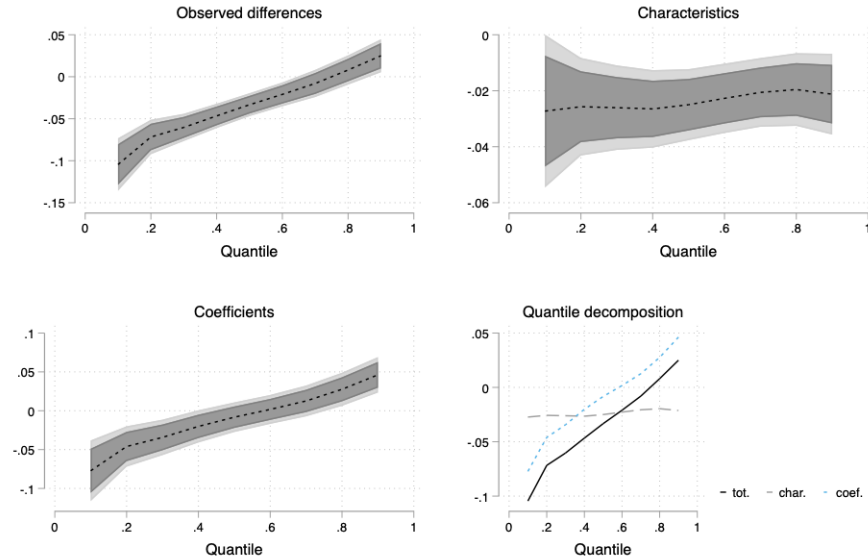 Observed differences
.05
0
-.05
-.1
-.15
0 .2 .4 .6 .8 1
Quantile
Characteristics
0
-.02
-.04
-.06
0 .2 .4 .6 .8 1
Quantile
Coefficients
.1
.05
0
-.05
-.1
0 .2 .4 .6 .8 1
Quantile
Quantile decomposition
.05
0
-.05
-.1
0 .2 .4 .6 .8 1
Quantile
tot. char. coef.